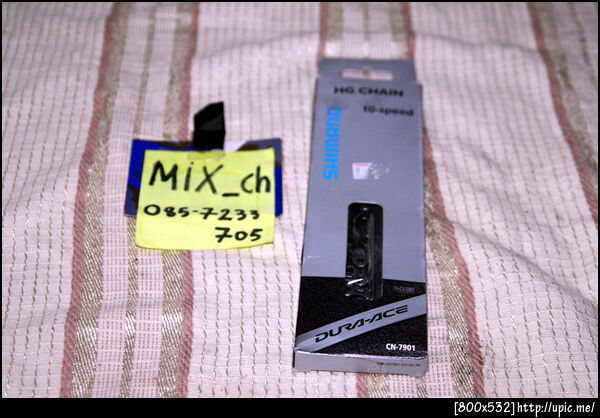 MiX_ch
085-7233
705
HG CHAIN
10-speed
SHIMANO
DURA-ACE
CN-7901
[800x532]http://upic.me/